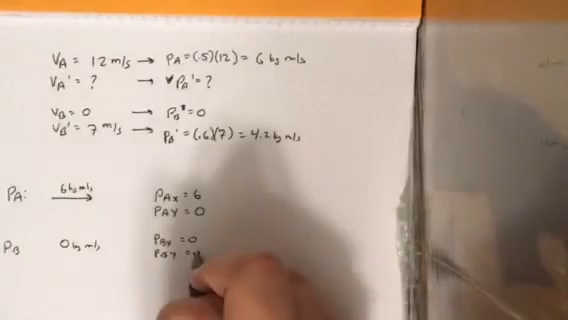 VA = 12 m/s → PA = (.5)(12) = 6 kg m/s
VA' = ? → PA' = ?
VB = 0 → PB = 0
VB' = 7 m/s → PB' = (.6)(7) = 4.2 kg m/s
PA: 6 kg m/s → PAX = 6
PAY = 0
PB 0 kg m/s PBX = 0
PBY =